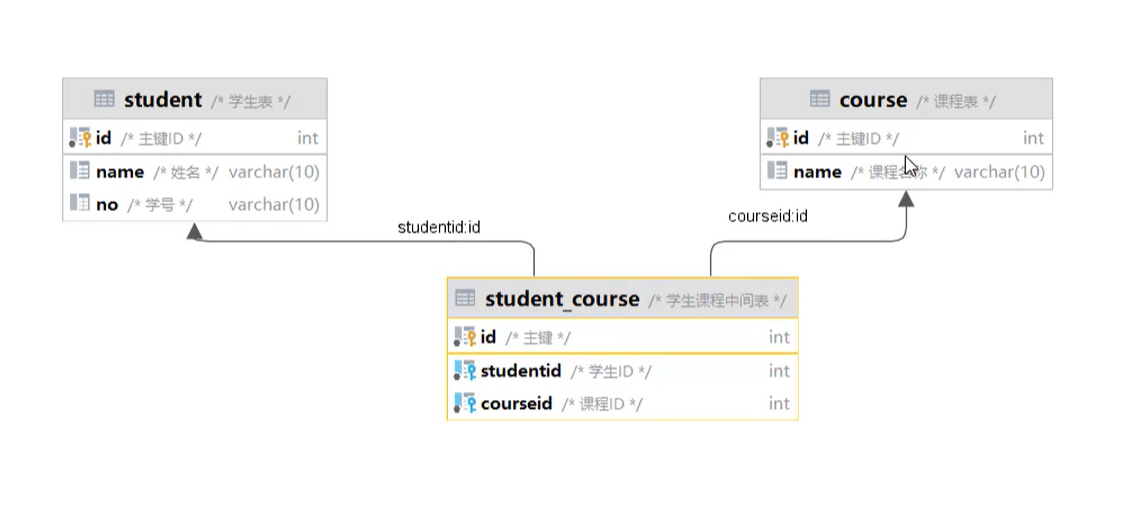 student /* 学生表 */
id /* 主键ID */ int
name /* 姓名 */ varchar(10)
no /* 学号 */ varchar(10)
course /* 课程表 */
id /* 主键ID */ int
name /* 课程名称 */ varchar(10)
studentid:id
courseid:id
student_course /* 学生课程中间表 */
id /* 主键 */ int
studentid /* 学生ID */ int
courseid /* 课程ID */ int